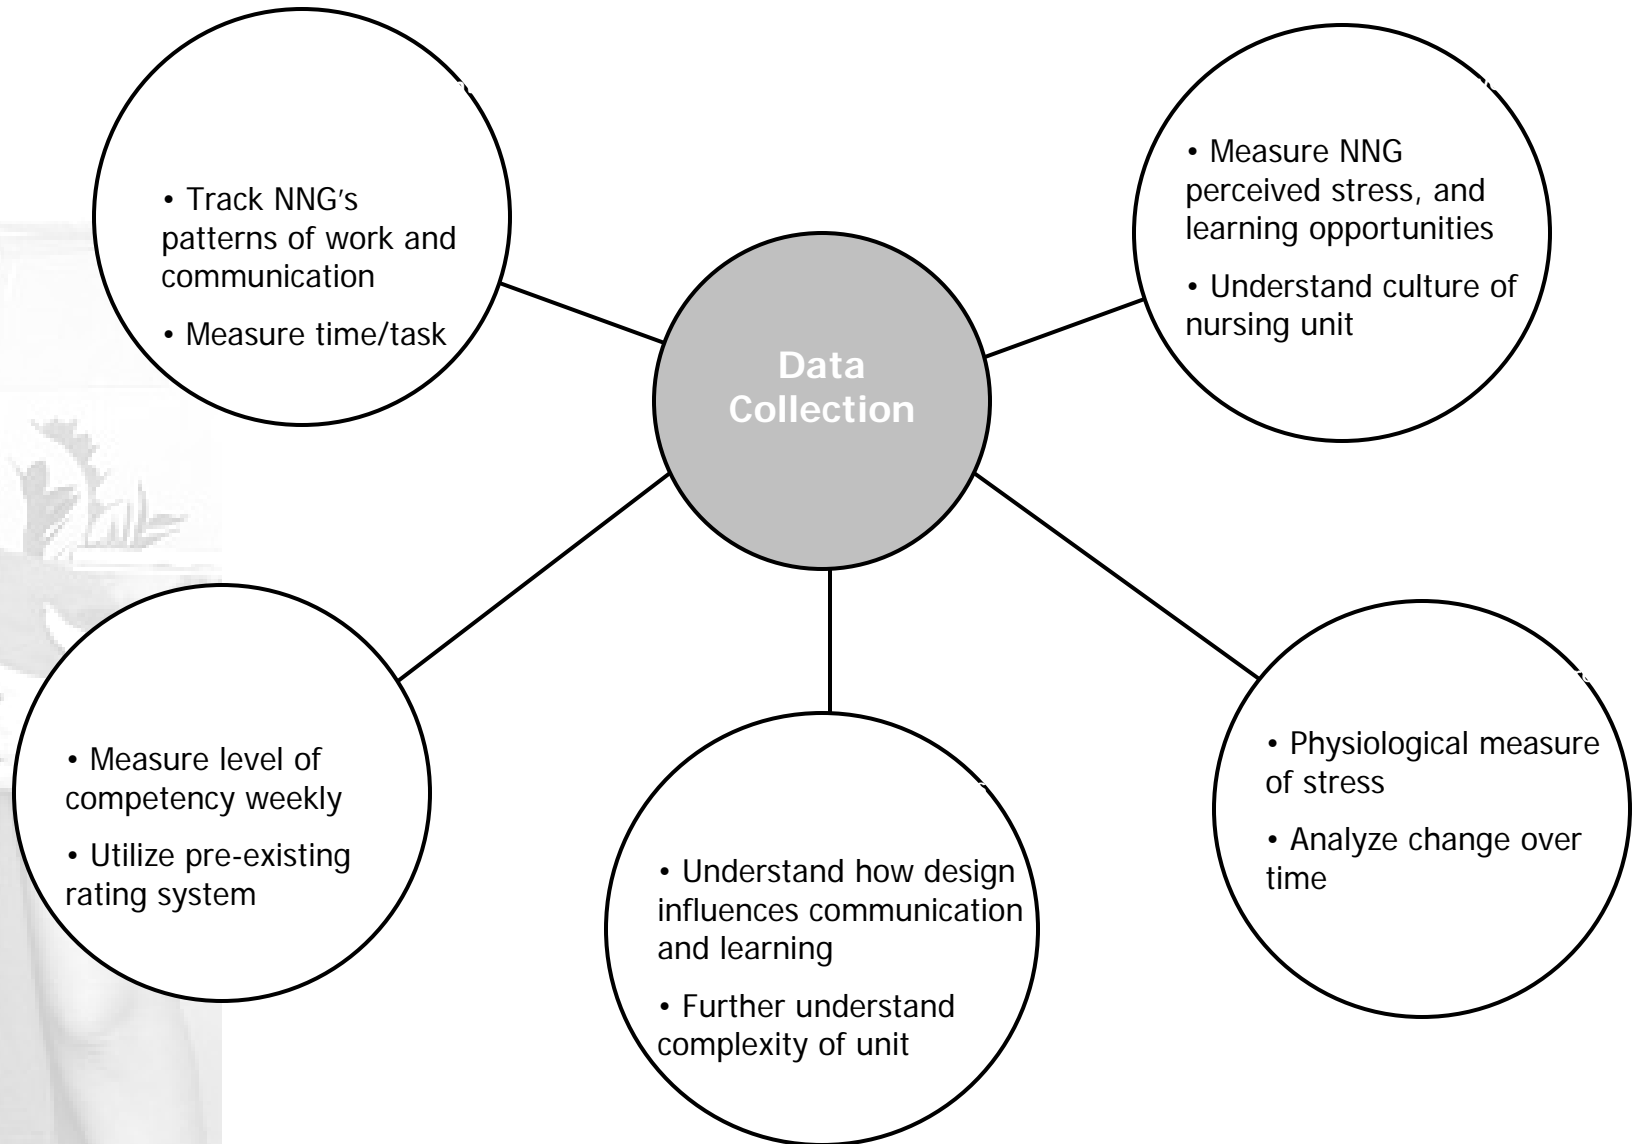 • Track NNG's
patterns of work and
communication
• Measure time/task
• Measure NNG
perceived stress, and
learning opportunities
• Understand culture of
nursing unit
Data
Collection
• Measure level of
competency weekly
• Utilize pre-existing
rating system
• Understand how design
influences communication
and learning
• Further understand
complexity of unit
• Physiological measure
of stress
• Analyze change over
time